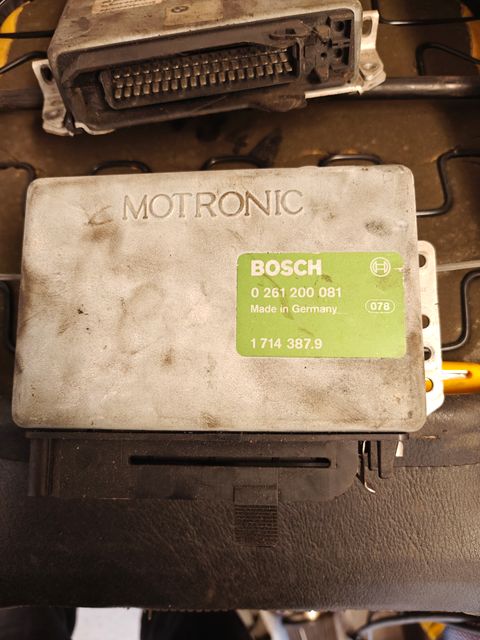 MOTRONIC
BOSCH
0 261 200 081
Made in Germany
078
1 714 387.9